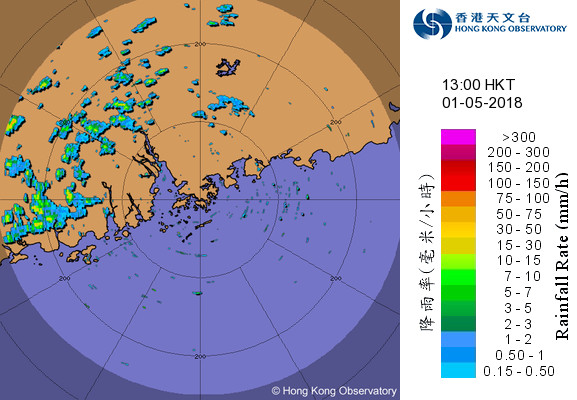 香港天文台
HONG KONG OBSERVATORY
13:00 HKT
01-05-2018
>300
200 - 300
150 - 200
100 - 150
75 - 100
50 - 75
30 - 50
15 - 30
10 - 15
7 - 10
5 - 7
3 - 5
2 - 3
1 - 2
0.50 - 1
0.15 - 0.50
降雨率(毫米/小時)
Rainfall Rate (mm/h)
200
200
200
200
200
200
© Hong Kong Observatory